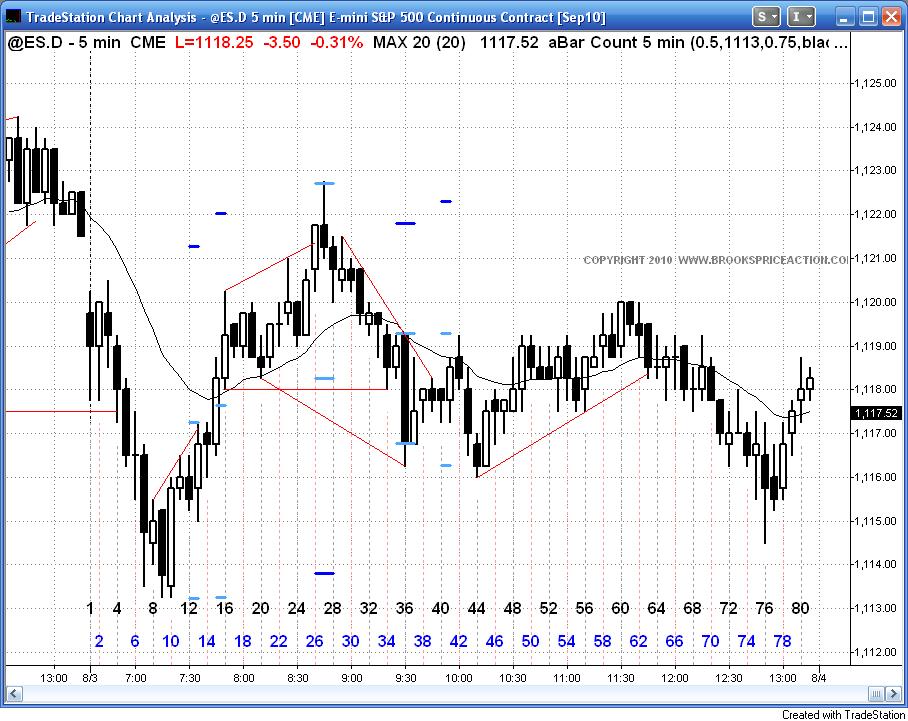 TradeStation Chart Analysis - @ES.D 5 min [CME] E-mini S&P 500 Continuous Contract [Sep10]
S I
@ES.D - 5 min CME L=1118.25 -3.50 -0.31% MAX 20 (20) 1117.52 aBar Count 5 min (0.5,1113,0.75,blac ...
1,125.00
1,124.00
1,123.00
1,122.00
1,121.00
COPYRIGHT 2010 WWW.BROOKSPRICEACTION.CO
1,120.00
1,119.00
1,118.00
1,117.52
1,117.00
1,116.00
1,115.00
1,114.00
1,113.00
1 4 8 12 16 20 24 28 32 36 40 44 48 52 56 60 64 68 72 76 80
2 6 10 14 18 22 26 30 34 38 42 46 50 54 58 62 66 70 74 78
1,112.00
13:00 8/3 7:00 7:30 8:00 8:30 9:00 9:30 10:00 10:30 11:00 11:30 12:00 12:30 13:00 8/4
Created with TradeStation